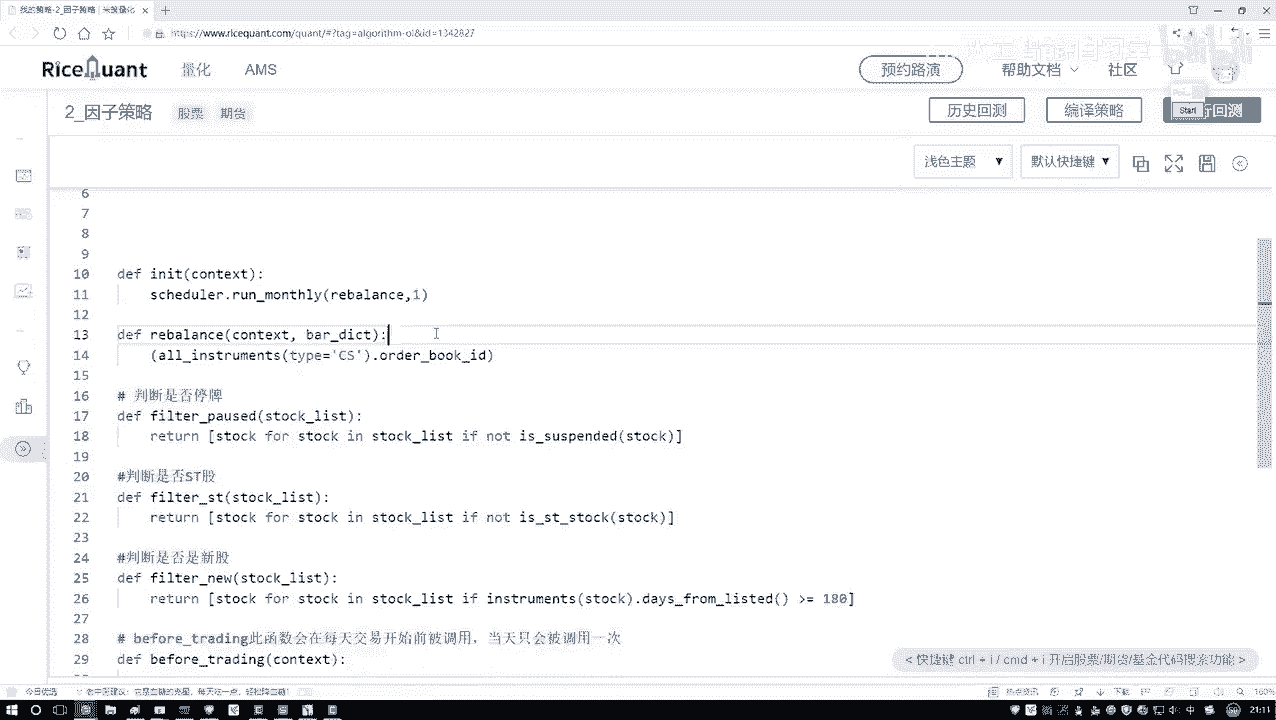 我的策略-2_因子策略 | 米筐量化
https://www.ricequant.com/quant/#?tag=algorithm-ol&id=1342827
RiceQuant 量化 AMS 预约路演 帮助文档 社区
2_因子策略 股票 期货 历史回测 编译策略 行回测
Start
浅色主题 默认快捷键
6
7
8
9
10 def init(context):
11 scheduler.run_monthly(rebalance,1)
12
13 def rebalance(context, bar_dict):
14 (all_instruments(type='CS').order_book_id)
15
16 # 判断是否停牌
17 def filter_paused(stock_list):
18 return [stock for stock in stock_list if not is_suspended(stock)]
19
20 #判断是否ST股
21 def filter_st(stock_list):
22 return [stock for stock in stock_list if not is_st_stock(stock)]
23
24 #判断是否是新股
25 def filter_new(stock_list):
26 return [stock for stock in stock_list if instruments(stock).days_from_listed() >= 180]
27
28 # before_trading此函数会在每天交易开始前被调用，当天只会被调用一次
29 def before_trading(context):
< 快捷键 ctrl + i / cmd + i 开启股票/期货/基金代码搜索功能 >
今日优选
下载
100%
中
21:11